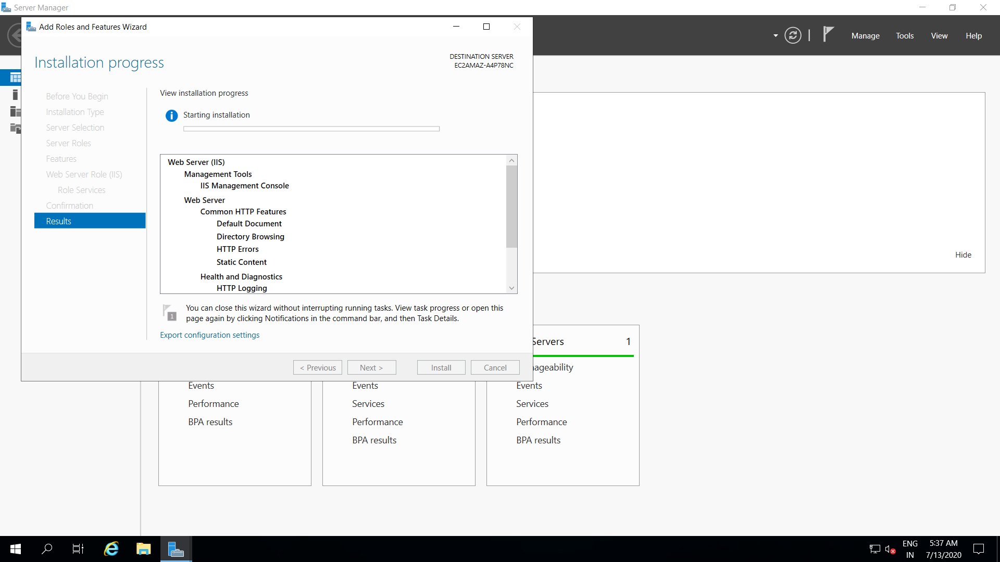 Server Manager
Add Roles and Features Wizard
Manage
Tools
View
Help
Installation progress
DESTINATION SERVER
EC2AMAZ-A4P78NC
Before You Begin
Installation Type
Server Selection
Server Roles
Features
Web Server Role (IIS)
Role Services
Confirmation
Results
View installation progress
Starting installation
Web Server (IIS)
Management Tools
IIS Management Console
Web Server
Common HTTP Features
Default Document
Directory Browsing
HTTP Errors
Static Content
Health and Diagnostics
HTTP Logging
1
You can close this wizard without interrupting running tasks. View task progress or open this
page again by clicking Notifications in the command bar, and then Task Details.
Export configuration settings
< Previous
Next >
Install
Cancel
Hide
Servers
1
nageability
Events
Performance
BPA results
Events
Services
Performance
BPA results
Events
Services
Performance
BPA results
ENG
IN
5:37 AM
7/13/2020